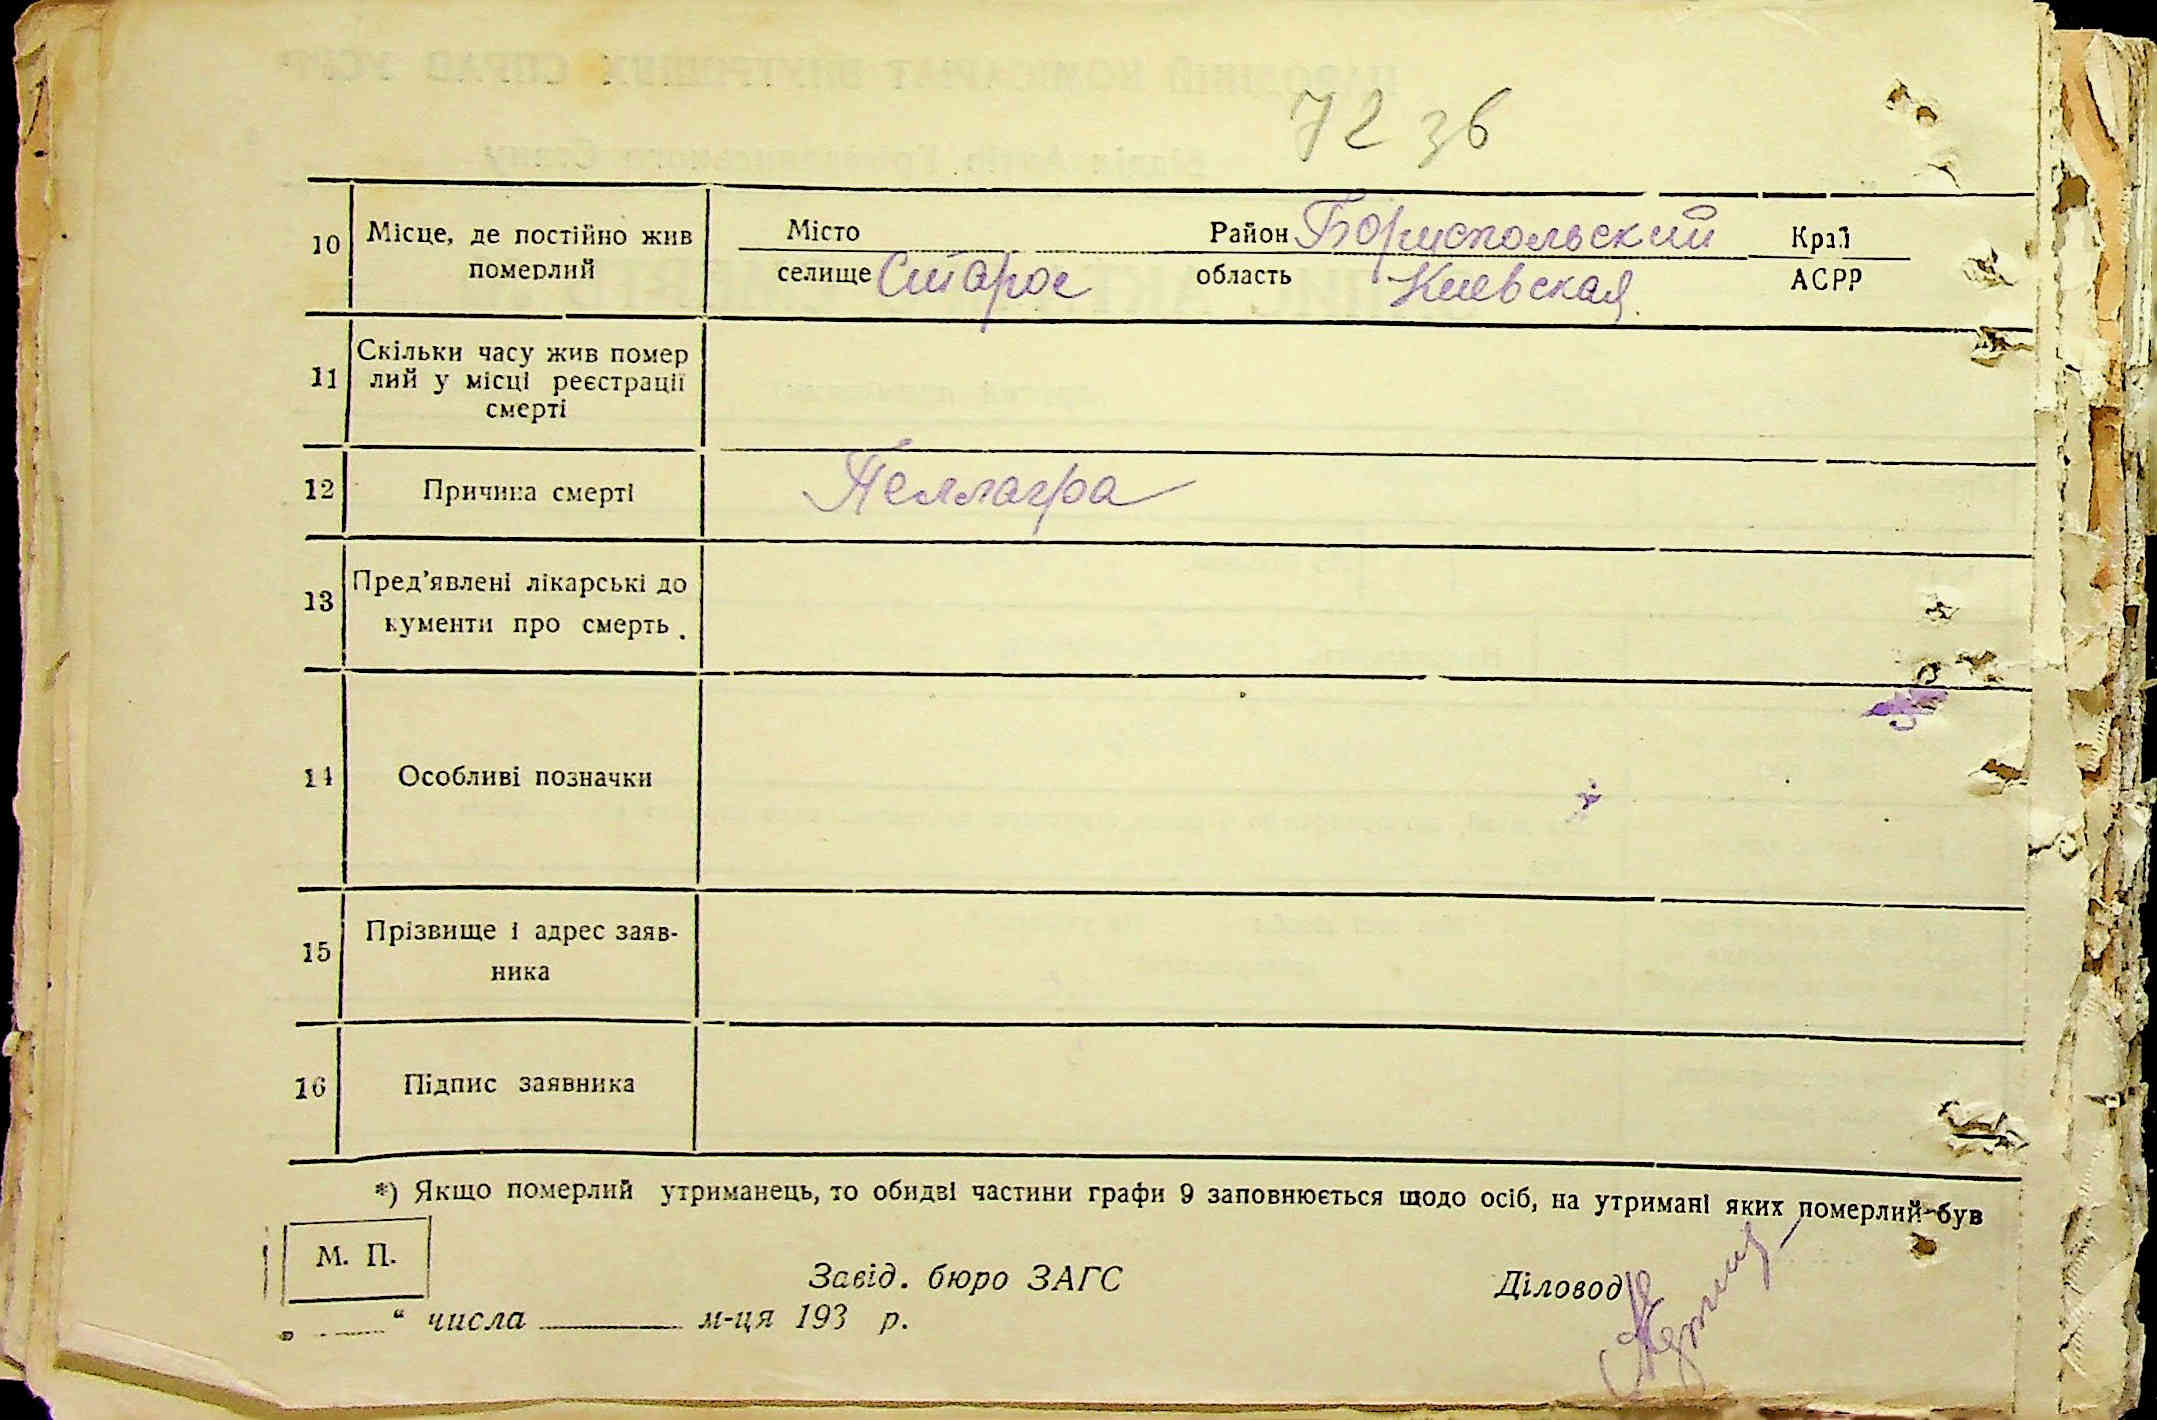 72 зв
10 Місце, де постійно жив Місто Район Бориспольский Край
померлий селище Старое область Киевская АСРР
11 Скільки часу жив помер
лий у місці реєстрації
смерті
12 Причина смерті Пеллагра
13 Пред’явлені лікарські до
кументи про смерть.
14 Особливі позначки
15 Прізвище і адрес заяв-
ника
16 Підпис заявника
*) Якщо померлий утриманець, то обидві частини графи 9 заповнюється щодо осіб, на утримані яких померлий був
М. П.
Завід. бюро ЗАГС Діловод
„ “ числа м-ця 193 р.